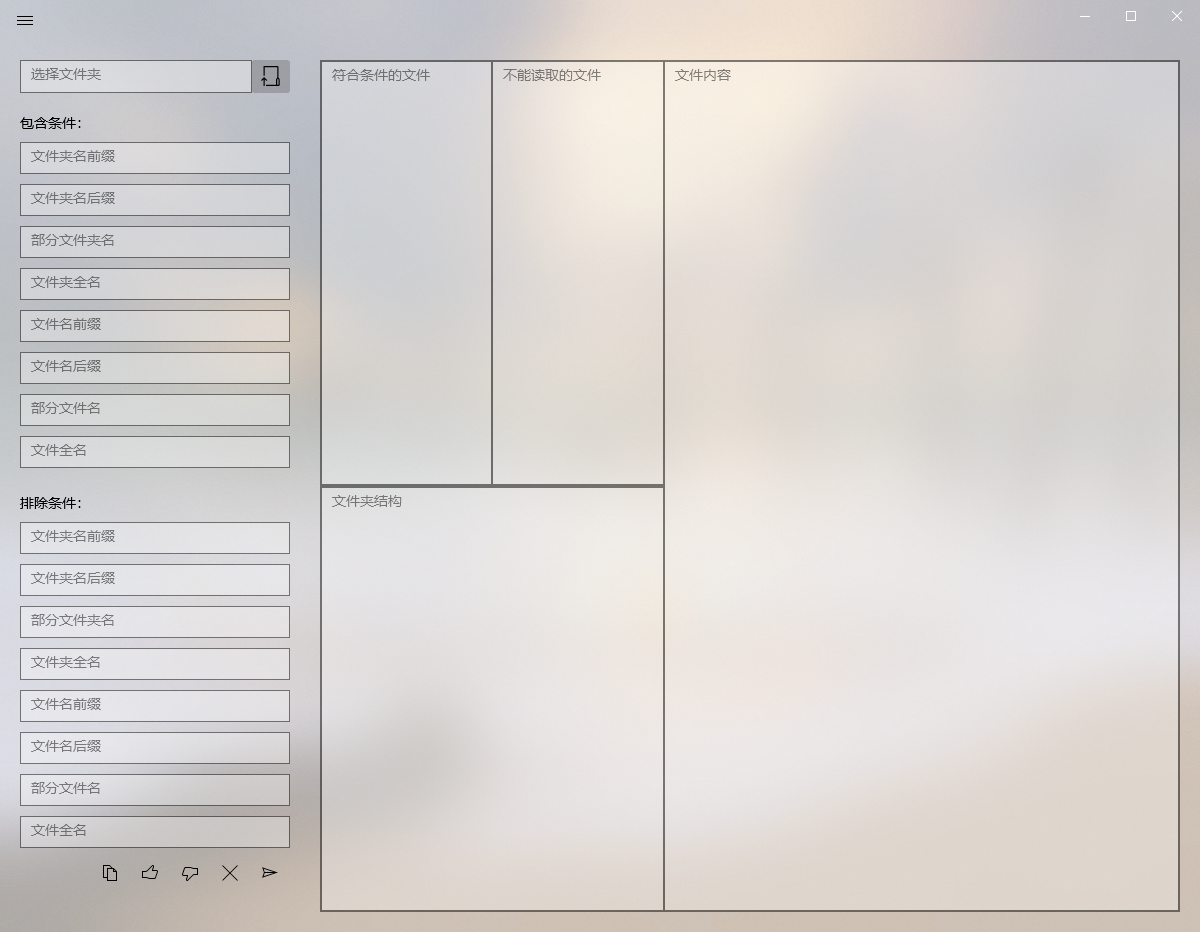 选择文件夹
包含条件：
文件夹名前缀
文件夹名后缀
部分文件夹名
文件夹全名
文件名前缀
文件名后缀
部分文件名
文件全名
排除条件：
文件夹名前缀
文件夹名后缀
部分文件夹名
文件夹全名
文件名前缀
文件名后缀
部分文件名
文件全名
符合条件的文件
不能读取的文件
文件内容
文件夹结构